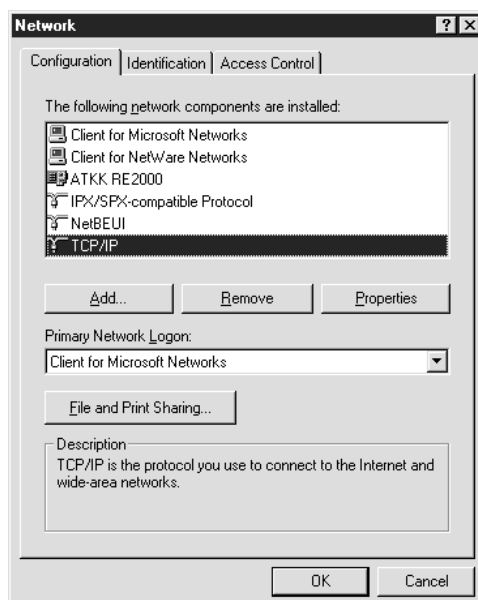 Network
Configuration Identification Access Control
The following network components are installed:
Client for Microsoft Networks
Client for NetWare Networks
ATKK RE2000
IPX/SPX-compatible Protocol
NetBEUI
TCP/IP
Add... Remove Properties
Primary Network Logon:
Client for Microsoft Networks
File and Print Sharing...
Description
TCP/IP is the protocol you use to connect to the Internet and
wide-area networks.
OK Cancel